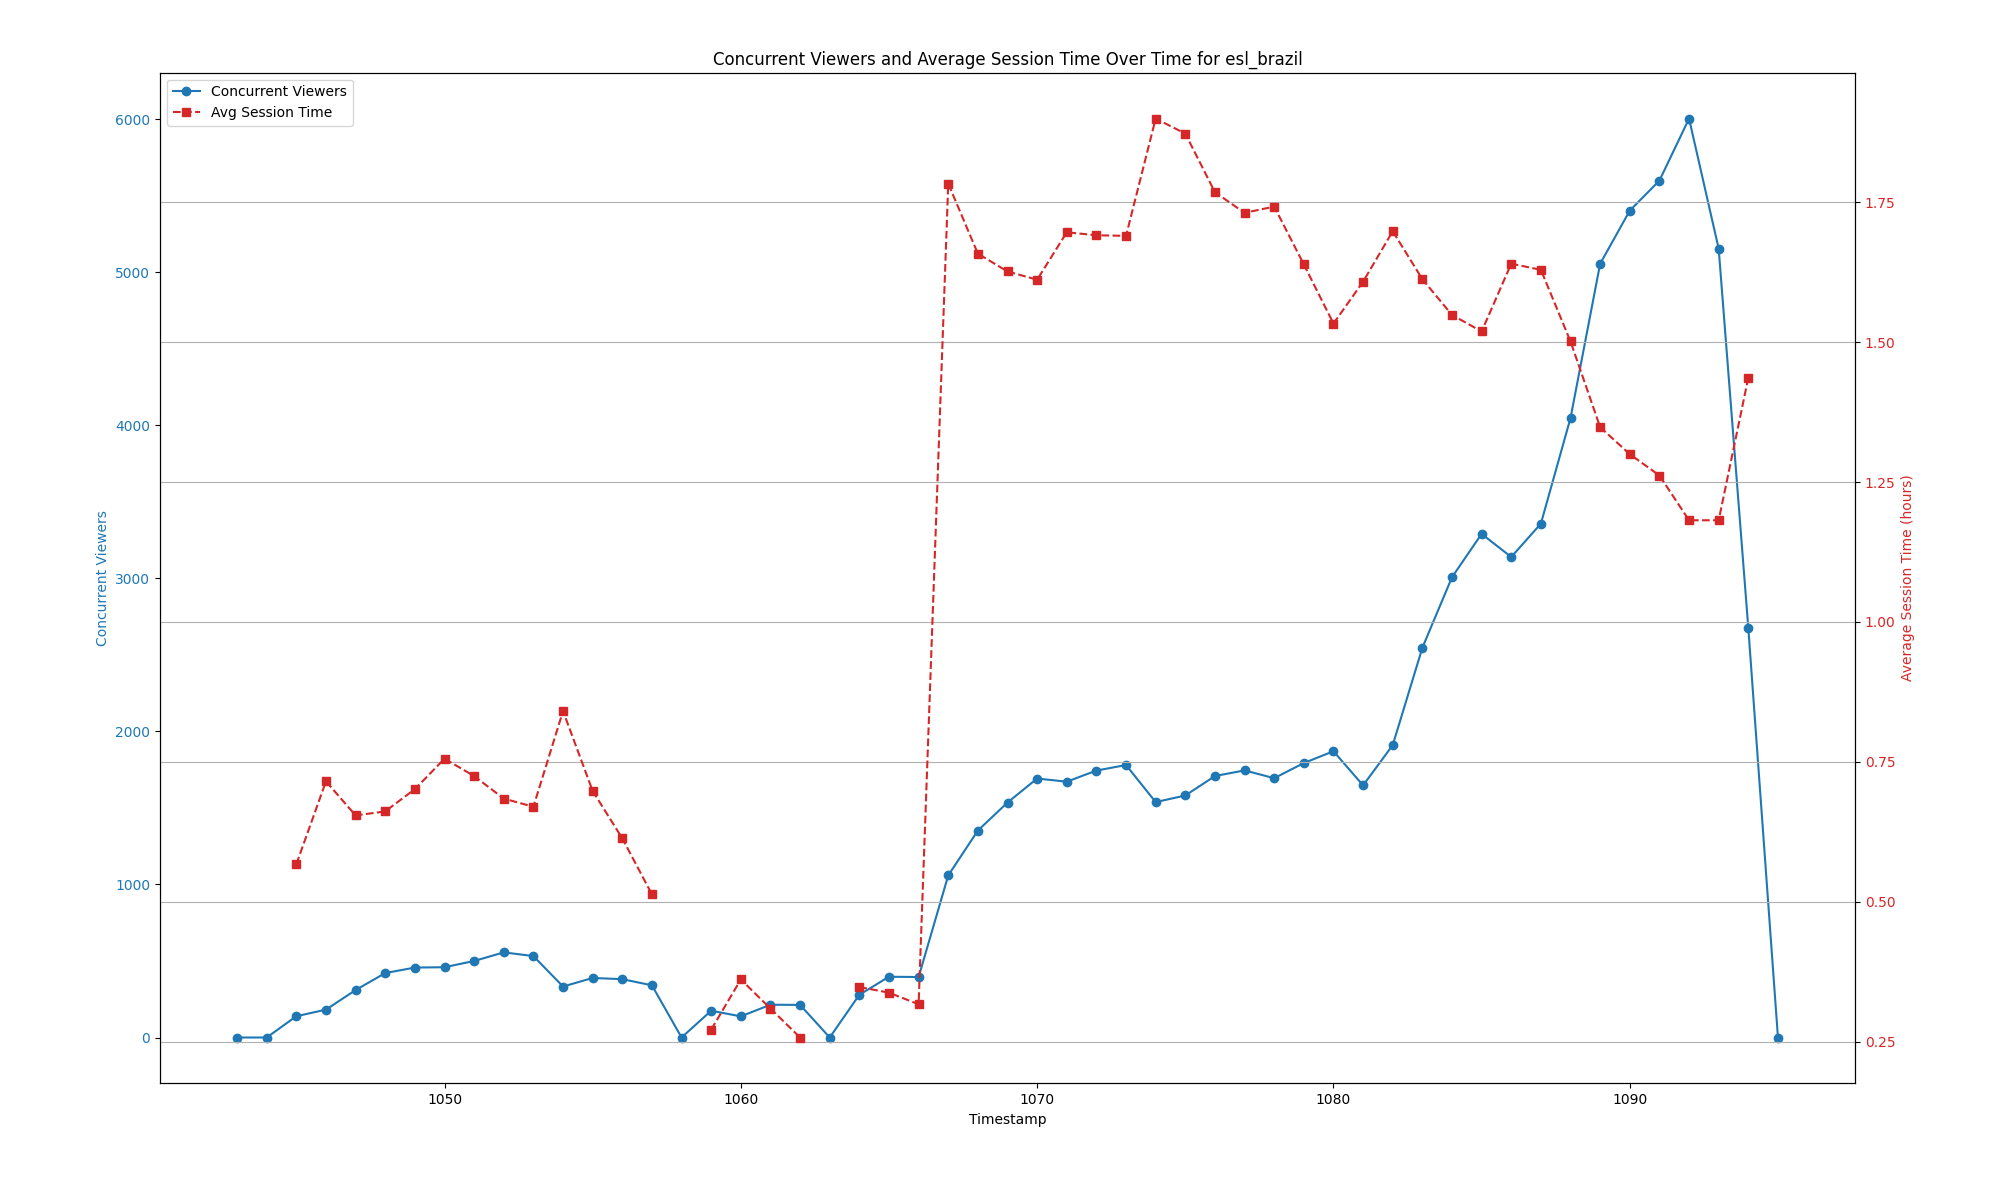 Concurrent Viewers and Average Session Time Over Time for esl_brazil
Concurrent Viewers
Avg Session Time
6000
5000
4000
3000
2000
1000
0
Concurrent Viewers
1.75
1.50
1.25
1.00
0.75
0.50
0.25
Average Session Time (hours)
1050 1060 1070 1080 1090
Timestamp